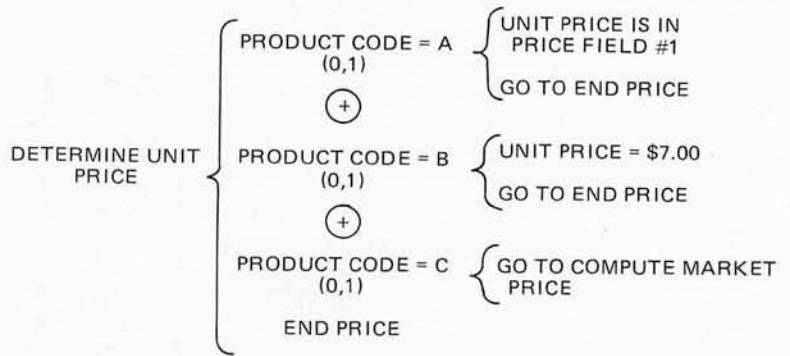 DETERMINE UNIT
PRICE
PRODUCT CODE = A
(0,1)
UNIT PRICE IS IN
PRICE FIELD #1
GO TO END PRICE
+
PRODUCT CODE = B
(0,1)
UNIT PRICE = $7.00
GO TO END PRICE
+
PRODUCT CODE = C
(0,1)
GO TO COMPUTE MARKET
PRICE
END PRICE